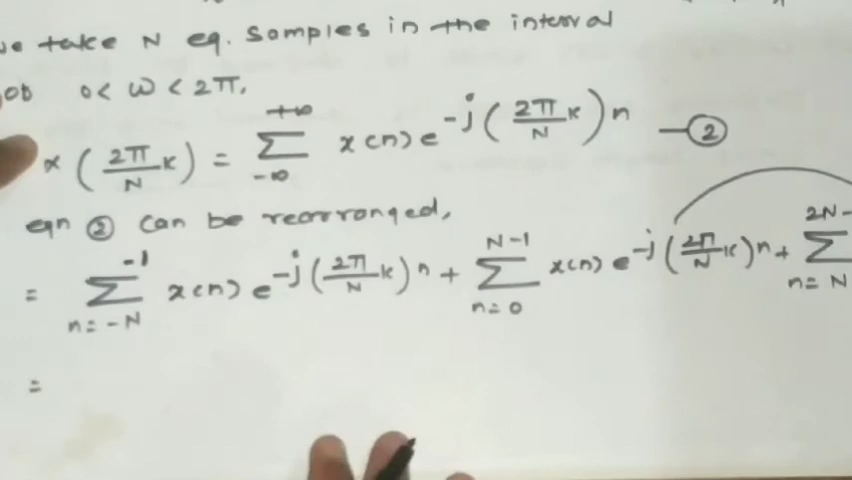 take N eq. samples in the interval
0 < ω < 2π.
x(2π/N k) = Σ_{-∞}^{+∞} x(n) e^{-j(2π/N k)n} —②
eqn ② can be rearranged,
= Σ_{n=-N}^{-1} x(n) e^{-j(2π/N k)n} + Σ_{n=0}^{N-1} x(n) e^{-j(2π/N k)n} + Σ_{n=N}^{2N-
=